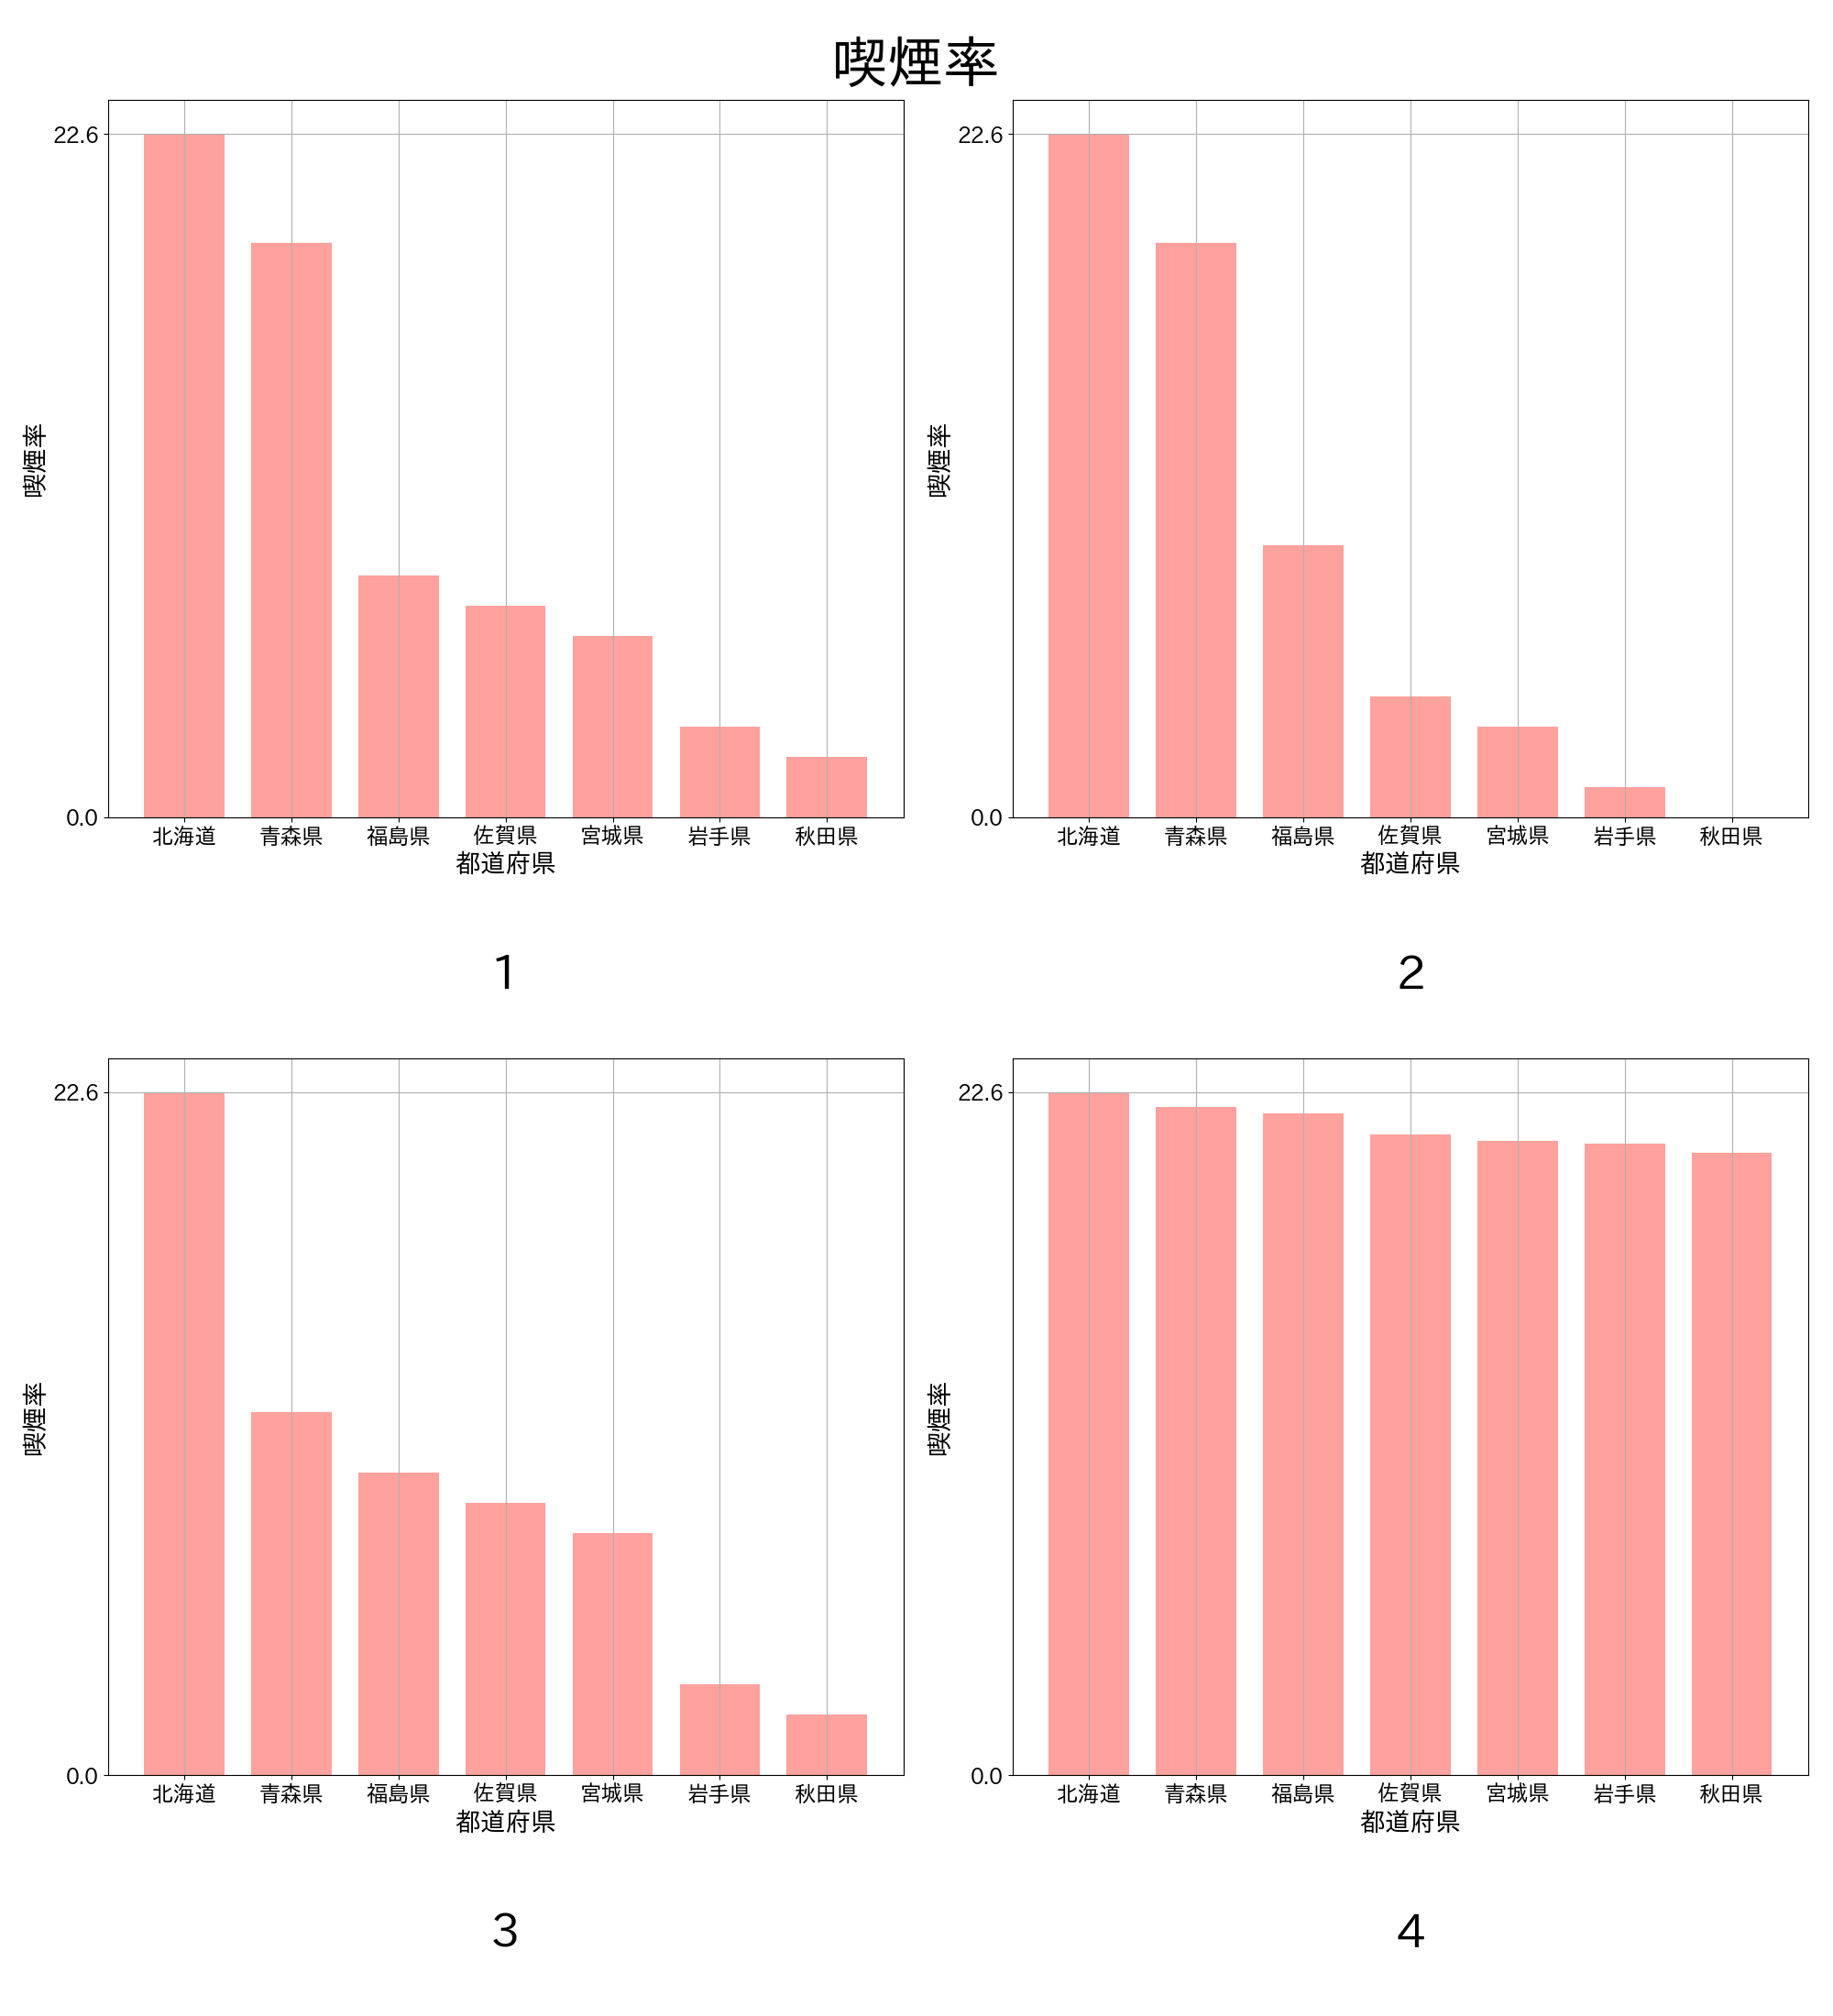 喫煙率
22.6
0.0
喫煙率
北海道 青森県 福島県 佐賀県 宮城県 岩手県 秋田県
都道府県
1
22.6
0.0
喫煙率
北海道 青森県 福島県 佐賀県 宮城県 岩手県 秋田県
都道府県
2
22.6
0.0
喫煙率
北海道 青森県 福島県 佐賀県 宮城県 岩手県 秋田県
都道府県
3
22.6
0.0
喫煙率
北海道 青森県 福島県 佐賀県 宮城県 岩手県 秋田県
都道府県
4